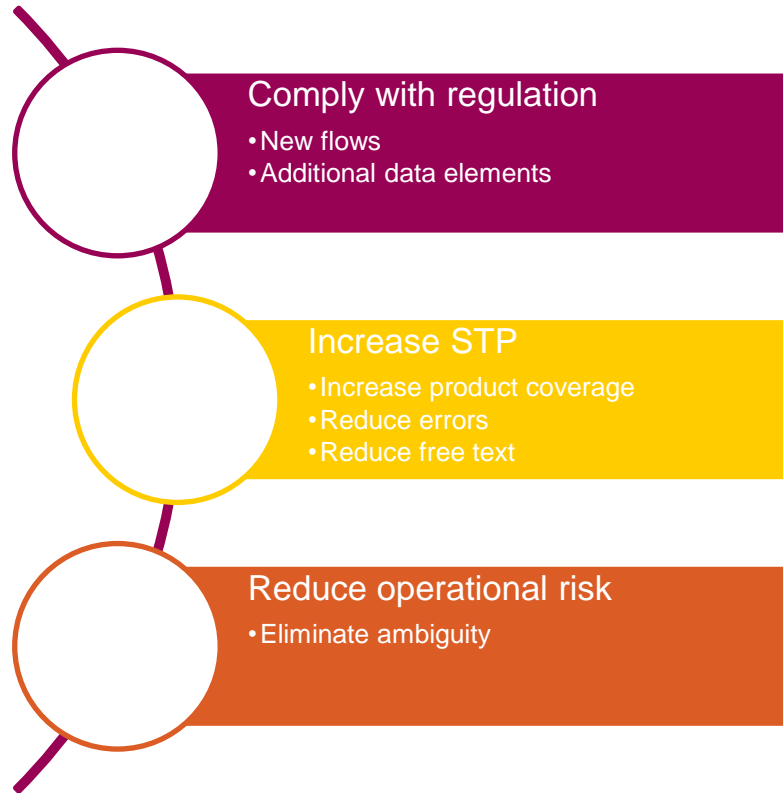 Comply with regulation
•New flows
•Additional data elements
Increase STP
•Increase product coverage
•Reduce errors
•Reduce free text
Reduce operational risk
•Eliminate ambiguity